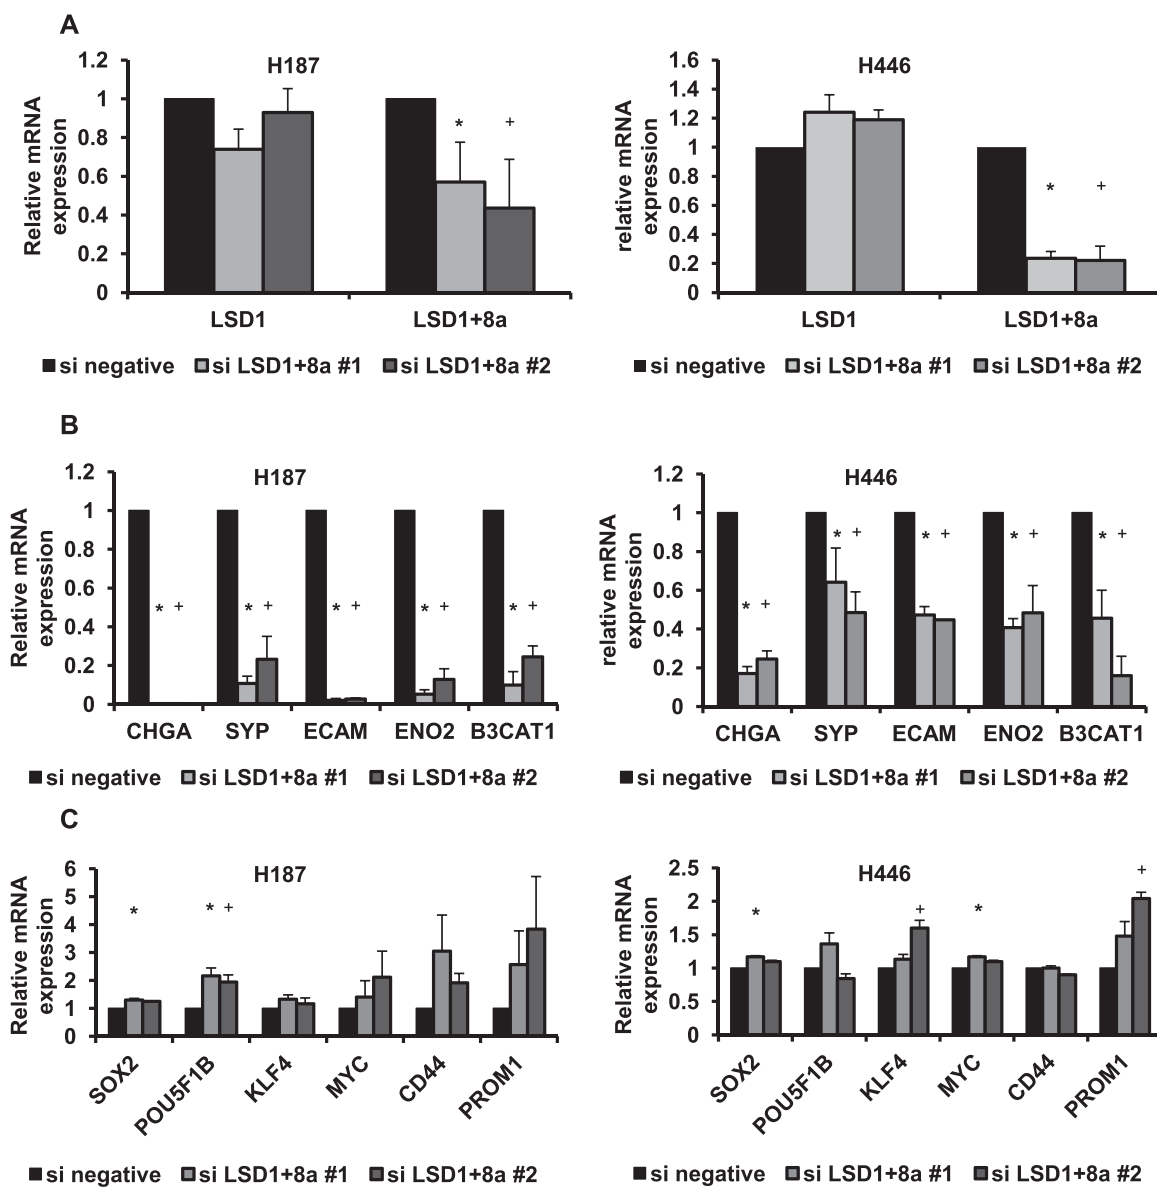 A
H187
Relative mRNA
expression
1.2
1
0.8
0.6
0.4
0.2
0
*
+
LSD1
LSD1+8a
si negative si LSD1+8a #1 si LSD1+8a #2
H446
relative mRNA
expression
1.6
1.4
1.2
1
0.8
0.6
0.4
0.2
0
*
+
LSD1
LSD1+8a
si negative si LSD1+8a #1 si LSD1+8a #2
B
H187
Relative mRNA
expression
1.2
1
0.8
0.6
0.4
0.2
0
* + * + * + * + * +
CHGA SYP ECAM ENO2 B3CAT1
si negative si LSD1+8a #1 si LSD1+8a #2
H446
relative mRNA
expression
1.2
1
0.8
0.6
0.4
0.2
0
* + * + * + * + * +
CHGA SYP ECAM ENO2 B3CAT1
si negative si LSD1+8a #1 si LSD1+8a #2
C
H187
Relative mRNA
expression
6
5
4
3
2
1
0
* * +
SOX2
POU5F1B
KLF4
MYC
CD44
PROM1
si negative si LSD1+8a #1 si LSD1+8a #2
H446
Relative mRNA
expression
2.5
2
1.5
1
0.5
0
* + * +
SOX2
POU5F1B
KLF4
MYC
CD44
PROM1
si negative si LSD1+8a #1 si LSD1+8a #2